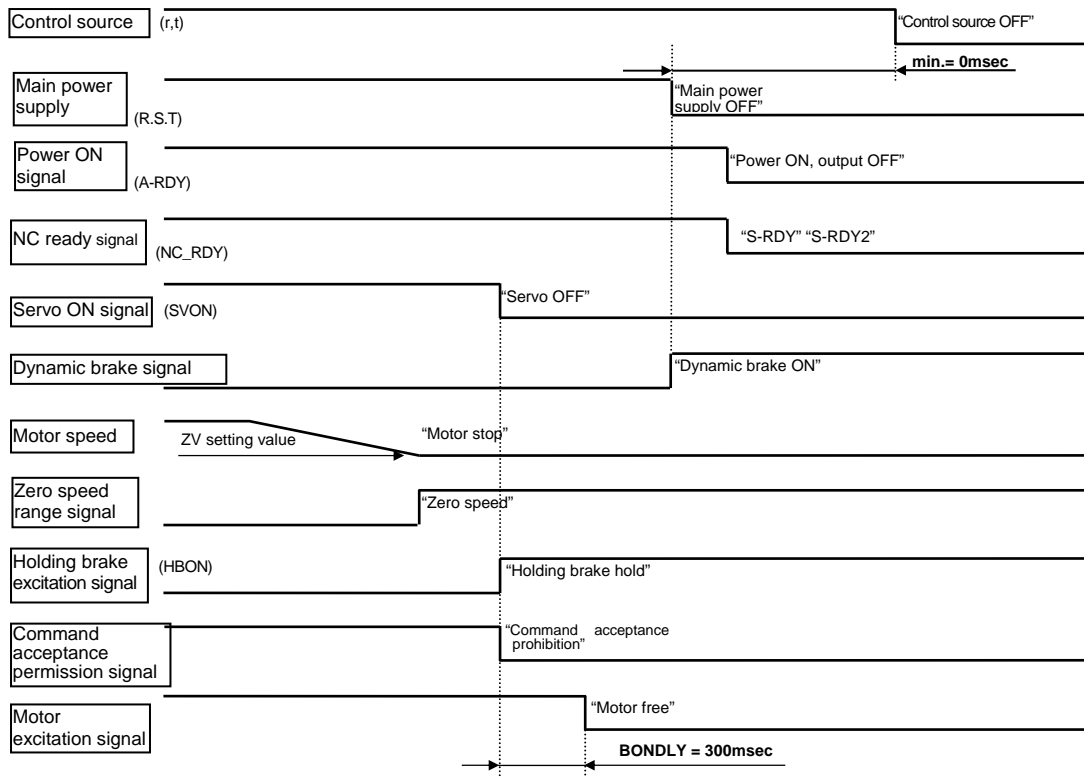 Control source (r,t) "Control source OFF"
min.= 0msec
Main power
supply
(R.S.T)
"Main power
supply OFF"
Power ON
signal
(A-RDY)
"Power ON, output OFF"
NC ready signal
(NC_RDY)
"S-RDY" "S-RDY2"
Servo ON signal (SVON) "Servo OFF"
Dynamic brake signal "Dynamic brake ON"
Motor speed ZV setting value "Motor stop"
Zero speed
range signal
"Zero speed"
Holding brake
excitation signal
(HBON)
"Holding brake hold"
Command
acceptance
permission signal
"Command acceptance
prohibition"
Motor
excitation signal
"Motor free"
BONDLY = 300msec